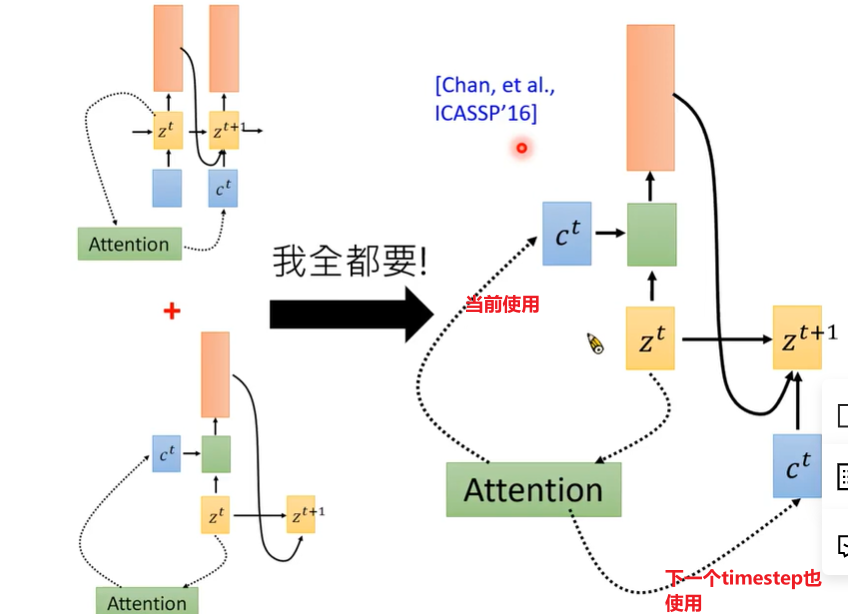 z^t
z^{t+1}
c^t
Attention
[Chan, et al.,
ICASSP'16]
我全都要!
c^t
z^t
z^{t+1}
Attention
c^t
当前使用
z^t
z^{t+1}
Attention
c^t
下一个timestep也
使用